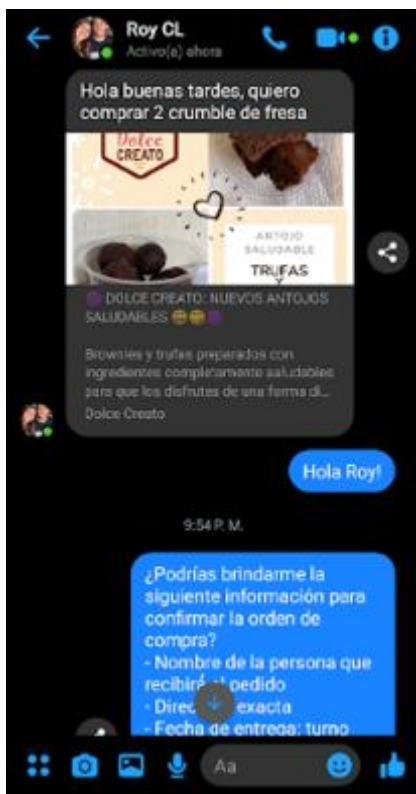 Roy CL
Activo(a) ahora
Hola buenas tardes, quiero
comprar 2 crumble de fresa
Dolce
CREATO
ANTOJO
SALUDABLE
TRUFAS
DOLCE CREATO: NUEVOS ANTOJOS
SALUDABLES
Brownies y trufas preparados con
ingredientes completamente saludables
para que los disfrutes de una forma di...
Dolce Creato
Hola Roy!
9:54 P. M.
¿Podrías brindarme la
siguiente información para
confirmar la orden de
compra?
- Nombre de la persona que
recibirá el pedido
- Direc exacta
- Fecha de entrega: turno
Aa